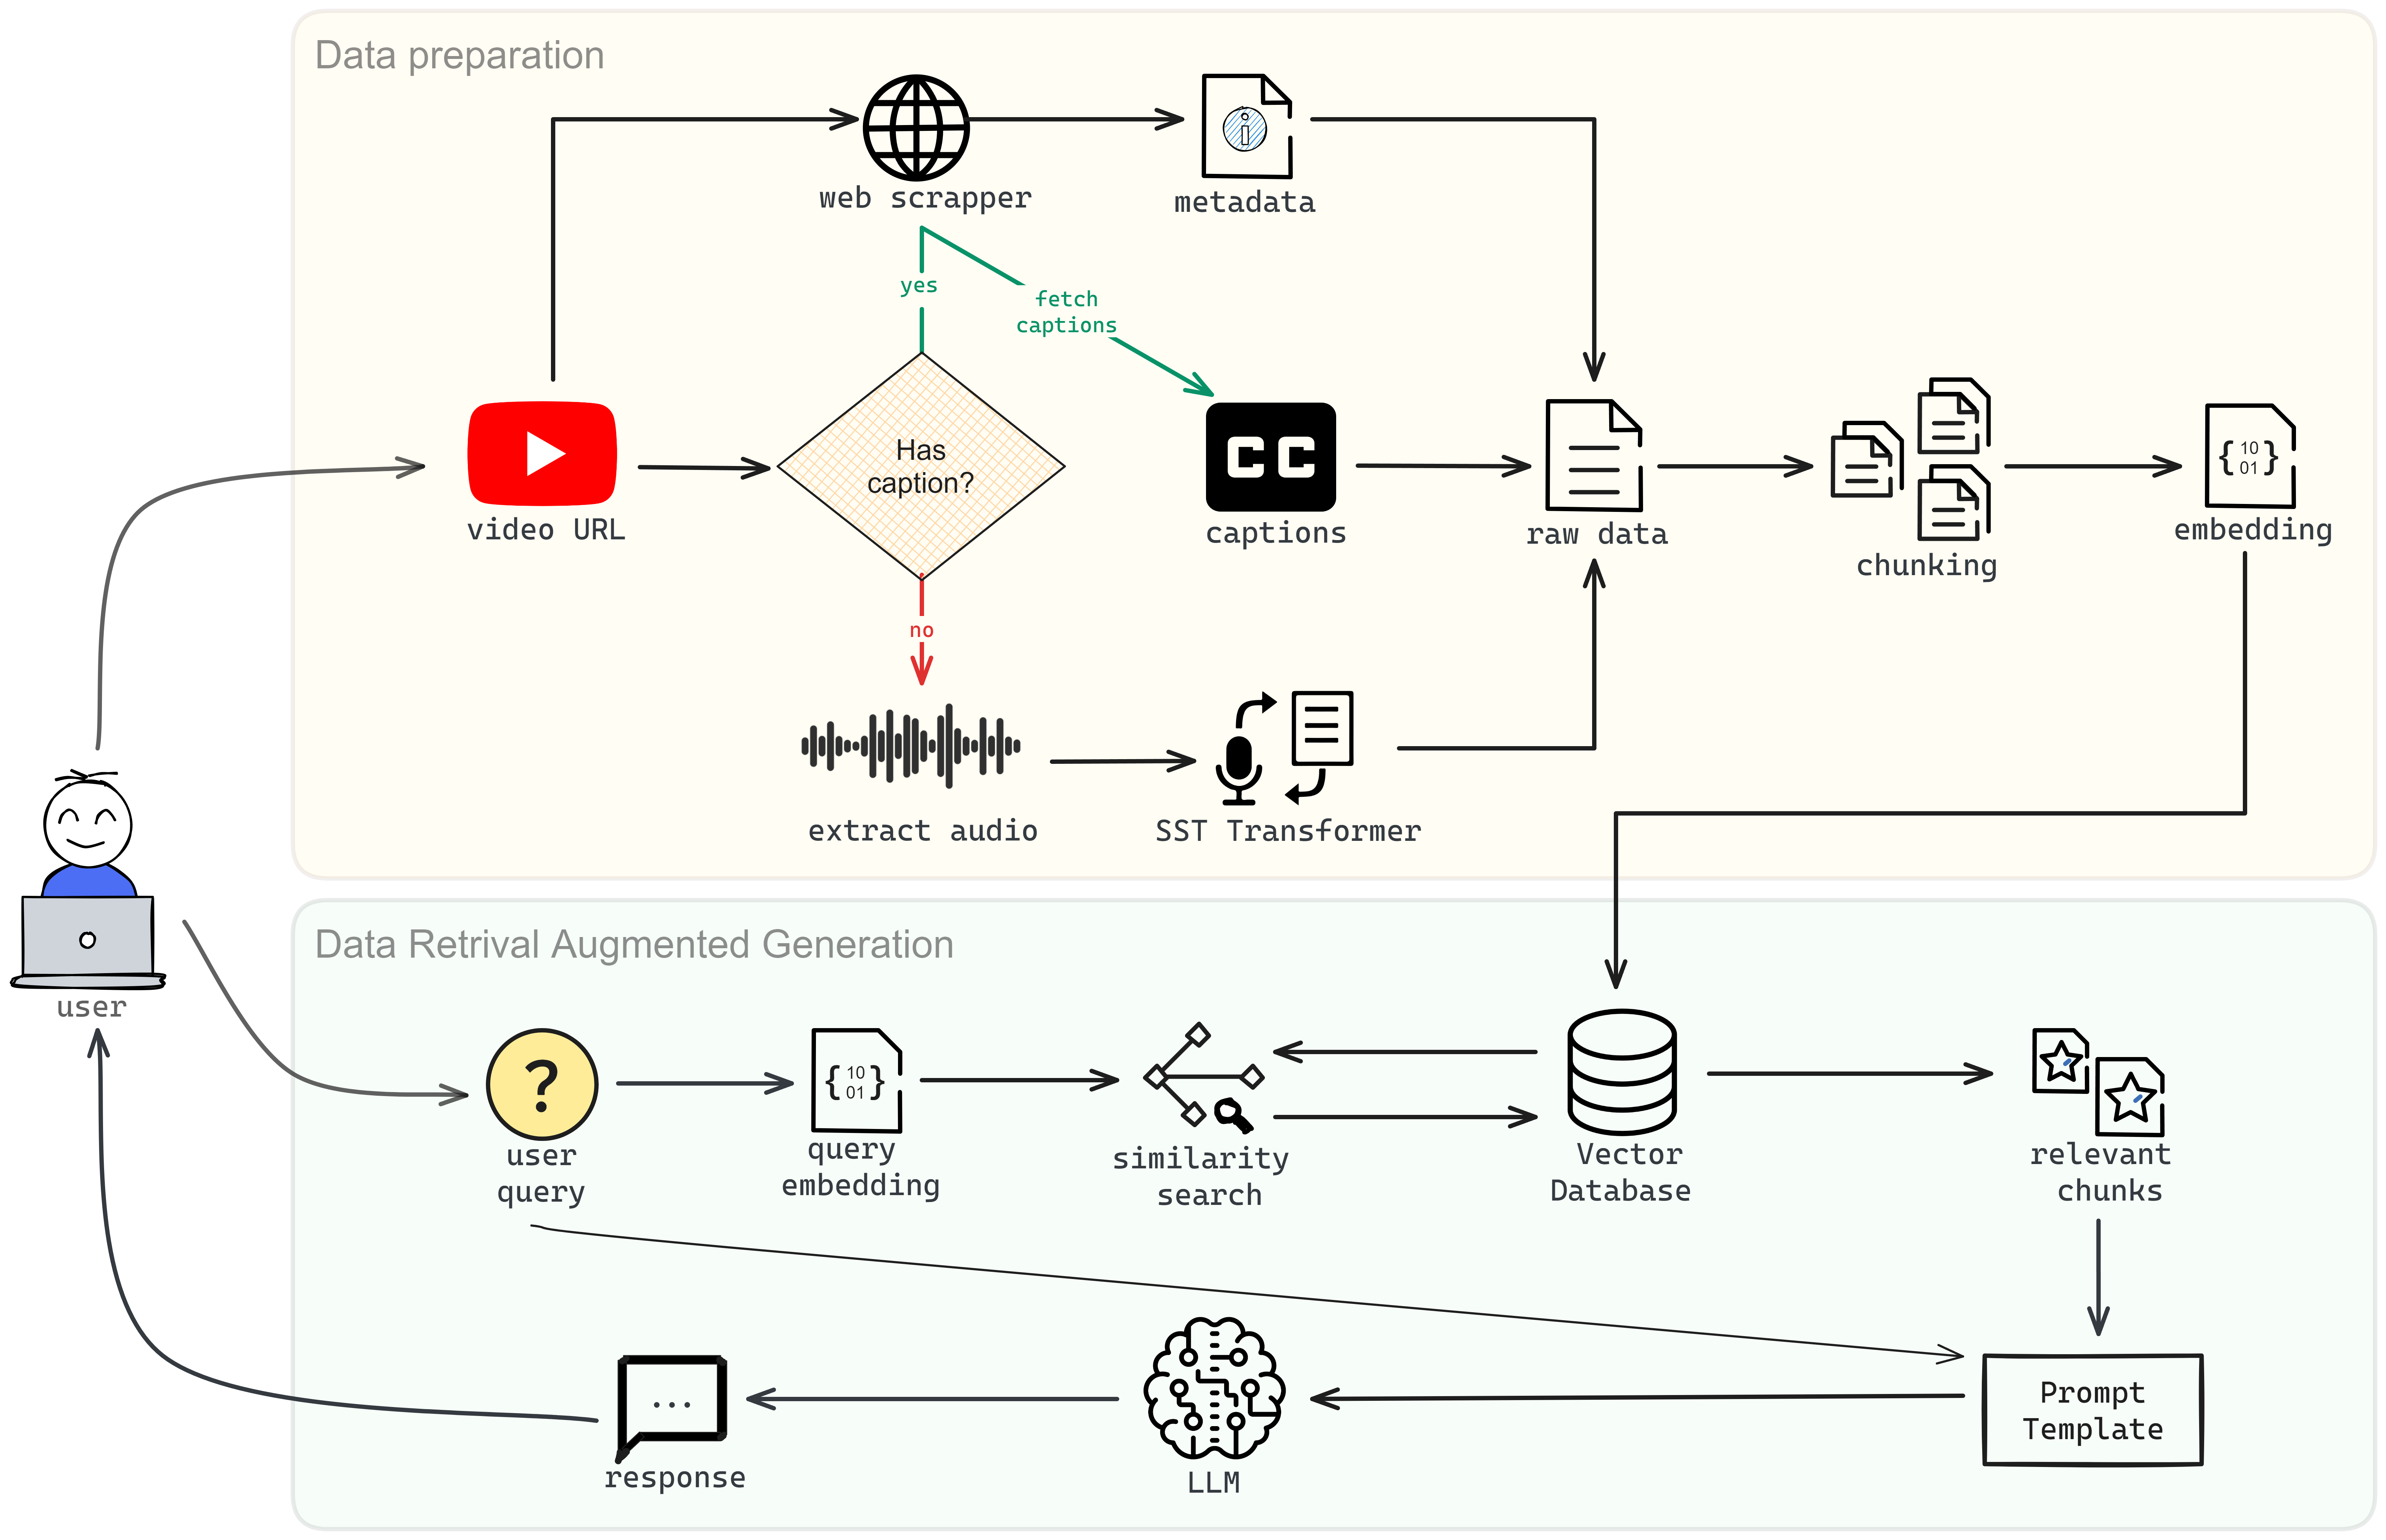 Data preparation
web scrapper
metadata
yes
fetch
captions
Has
caption?
video URL
CC
captions
raw data
chunking
{10
01}
embedding
no
extract audio
SST Transformer
user
Data Retrival Augmented Generation
?
user
query
{10
01}
query
embedding
similarity
search
Vector
Database
relevant
chunks
...
response
LLM
Prompt
Template